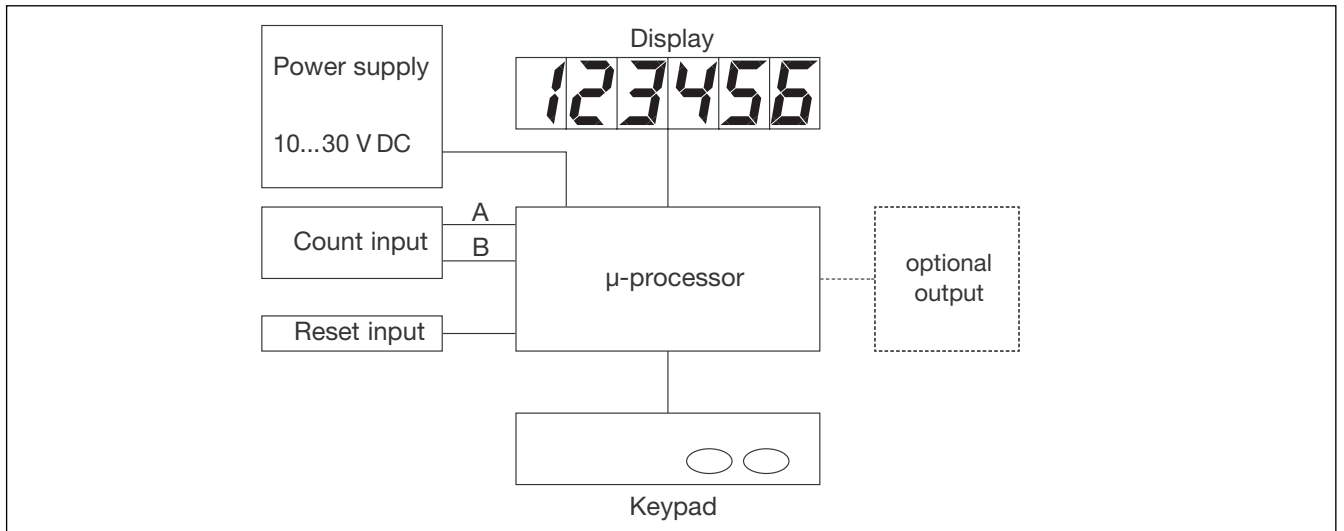 Display
Power supply
123456
10...30 V DC
A
Count input
B
µ-processor
optional
output
Reset input
Keypad